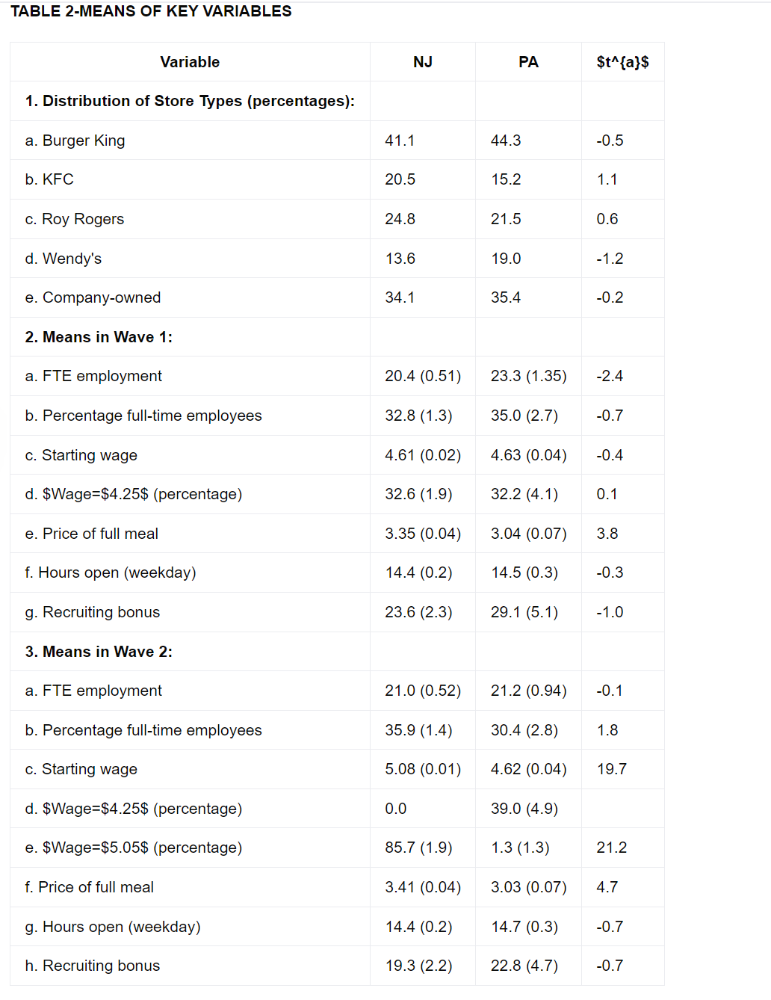 TABLE 2-MEANS OF KEY VARIABLES
Variable NJ PA $t^{a}$
1. Distribution of Store Types (percentages):
a. Burger King 41.1 44.3 -0.5
b. KFC 20.5 15.2 1.1
c. Roy Rogers 24.8 21.5 0.6
d. Wendy's 13.6 19.0 -1.2
e. Company-owned 34.1 35.4 -0.2
2. Means in Wave 1:
a. FTE employment 20.4 (0.51) 23.3 (1.35) -2.4
b. Percentage full-time employees 32.8 (1.3) 35.0 (2.7) -0.7
c. Starting wage 4.61 (0.02) 4.63 (0.04) -0.4
d. $Wage=$4.25$ (percentage) 32.6 (1.9) 32.2 (4.1) 0.1
e. Price of full meal 3.35 (0.04) 3.04 (0.07) 3.8
f. Hours open (weekday) 14.4 (0.2) 14.5 (0.3) -0.3
g. Recruiting bonus 23.6 (2.3) 29.1 (5.1) -1.0
3. Means in Wave 2:
a. FTE employment 21.0 (0.52) 21.2 (0.94) -0.1
b. Percentage full-time employees 35.9 (1.4) 30.4 (2.8) 1.8
c. Starting wage 5.08 (0.01) 4.62 (0.04) 19.7
d. $Wage=$4.25$ (percentage) 0.0 39.0 (4.9)
e. $Wage=$5.05$ (percentage) 85.7 (1.9) 1.3 (1.3) 21.2
f. Price of full meal 3.41 (0.04) 3.03 (0.07) 4.7
g. Hours open (weekday) 14.4 (0.2) 14.7 (0.3) -0.7
h. Recruiting bonus 19.3 (2.2) 22.8 (4.7) -0.7